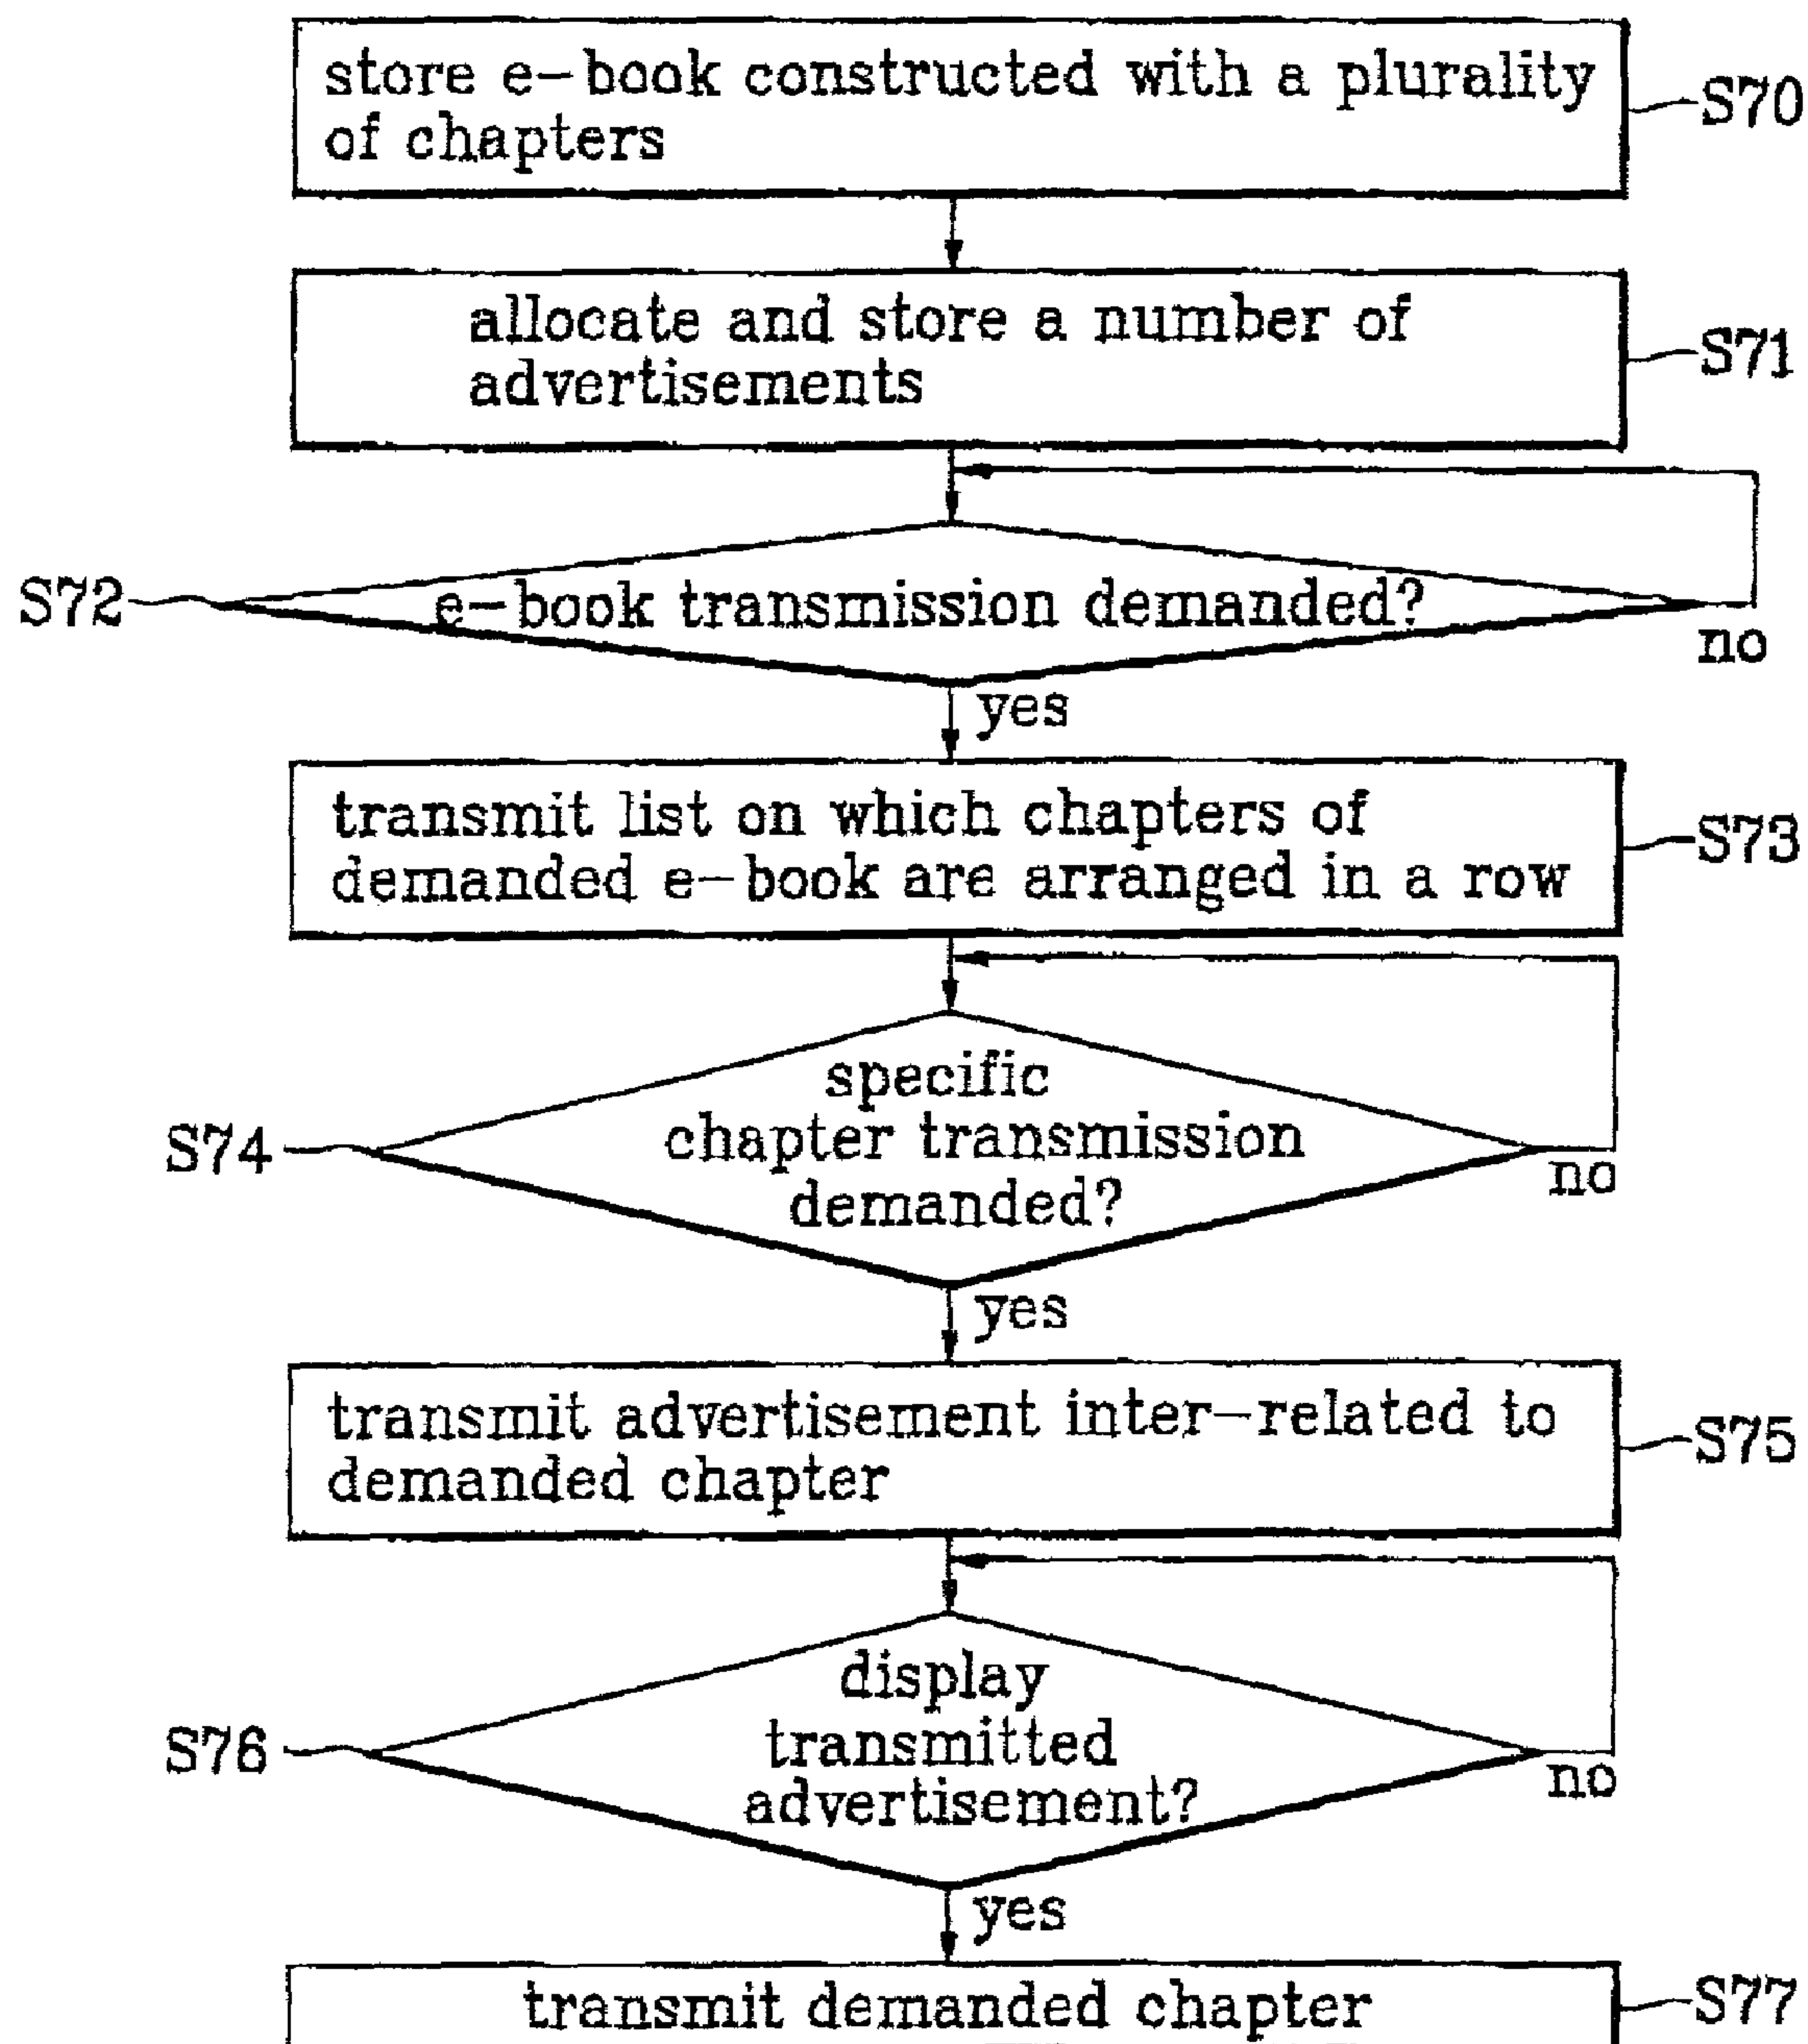 store e-book constructed with a plurality
of chapters
S70
allocate and store a number of
advertisements
S71
S72
e-book transmission demanded?
no
yes
transmit list on which chapters of
demanded e-book are arranged in a row
S73
specific
chapter transmission
demanded?
S74
no
yes
transmit advertisement inter-related to
demanded chapter
S75
display
transmitted
advertisement?
S76
no
yes
transmit demanded chapter
S77